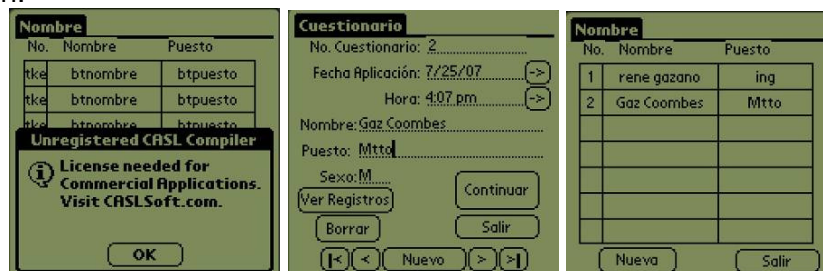 Nombre
No. Nombre Puesto
tke btnombre btpuesto
tke btnombre btpuesto
tke btnombre btpuesto
Unregistered CASL Compiler
License needed for
Commercial Applications.
Visit CASLSoft.com.
OK
Cuestionario
No. Cuestionario: 2
Fecha Aplicación: 7/25/07 ->
Hora: 4:07 pm ->
Nombre: Gaz Coombes
Puesto: Mtto
Sexo: M
Ver Registros Continuar
Borrar Salir
|< < Nuevo > >|
Nombre
No. Nombre Puesto
1 rene gazano ing
2 Gaz Coombes Mtto
Nueva Salir